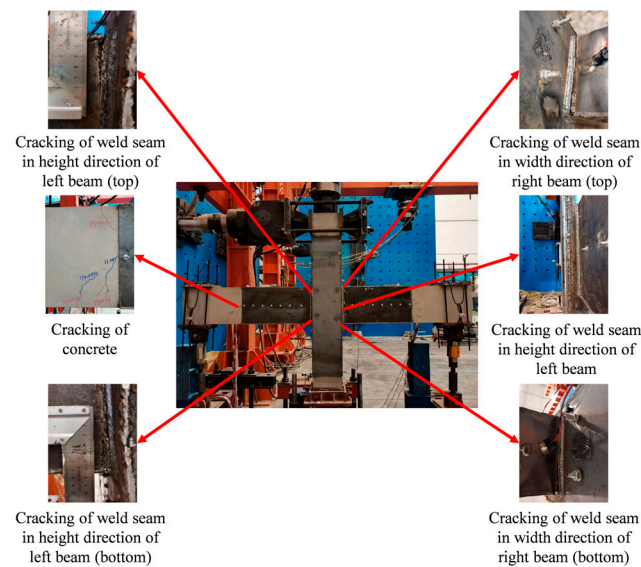 Cracking of weld seam
in height direction of
left beam (top)
Cracking of weld seam
in width direction of
right beam (top)
Cracking of
concrete
Cracking of weld seam
in height direction of
left beam
Cracking of weld seam
in height direction of
left beam (bottom)
Cracking of weld seam
in width direction of
right beam (bottom)